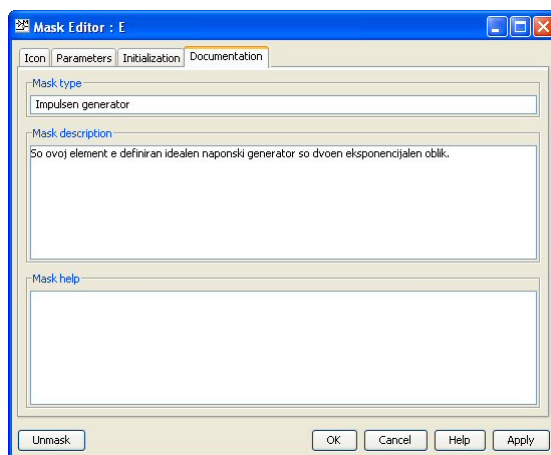 Mask Editor : E
Icon Parameters Initialization Documentation
Mask type
Impulsen generator
Mask description
So ovoj element e definiran idealen naponski generator so dvoen eksponencijalen oblik.
Mask help
Unmask OK Cancel Help Apply